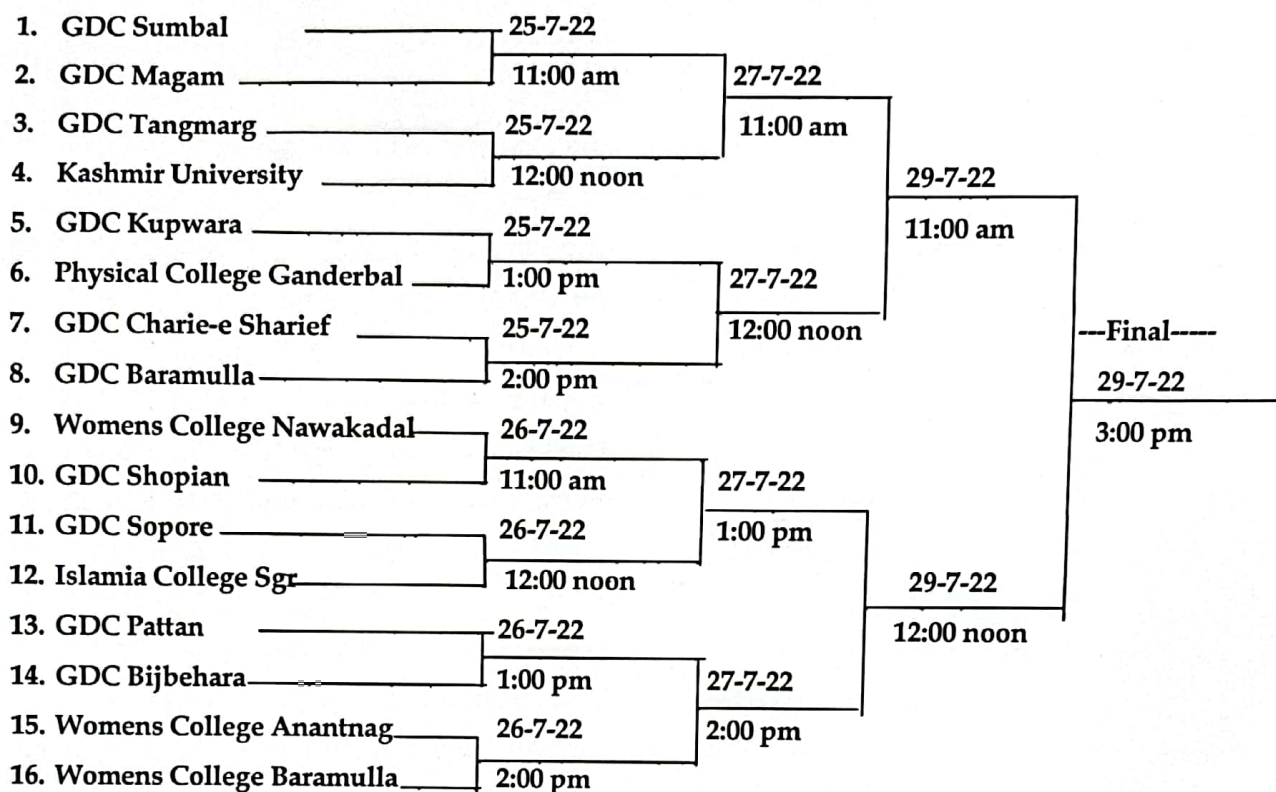 1. GDC Sumbal 25-7-22
2. GDC Magam 11:00 am 27-7-22
3. GDC Tangmarg 25-7-22 11:00 am
4. Kashmir University 12:00 noon 29-7-22
5. GDC Kupwara 25-7-22 11:00 am
6. Physical College Ganderbal 1:00 pm 27-7-22
7. GDC Charie-e Sharief 25-7-22 12:00 noon ---Final-----
8. GDC Baramulla 2:00 pm 29-7-22
9. Womens College Nawakadal 26-7-22 3:00 pm
10. GDC Shopian 11:00 am 27-7-22
11. GDC Sopore 26-7-22 1:00 pm
12. Islamia College Sgr 12:00 noon 29-7-22
13. GDC Pattan 26-7-22 12:00 noon
14. GDC Bijbehara 1:00 pm 27-7-22
15. Womens College Anantnag 26-7-22 2:00 pm
16. Womens College Baramulla 2:00 pm